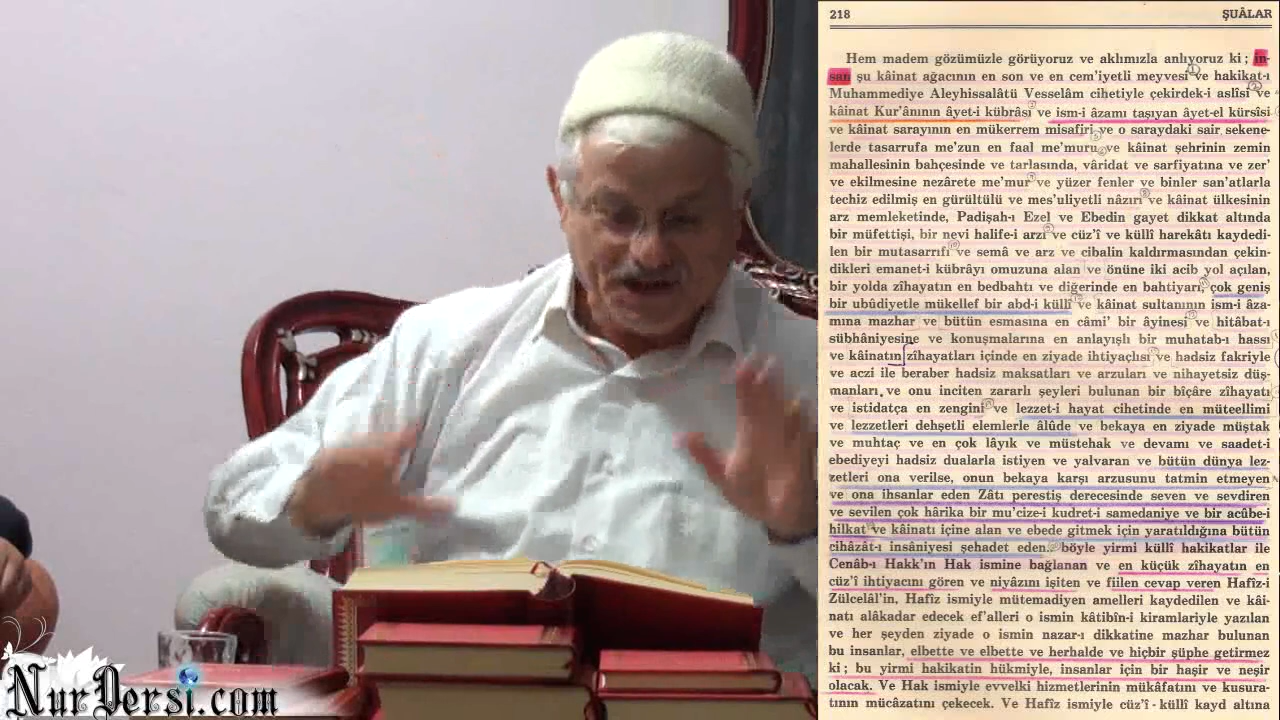 218 ŞUÂLAR
Hem madem gözümüzle görüyoruz ve aklımızla anlıyoruz ki; in-
san şu kâinat ağacının en son ve en cem'iyetli meyvesi ve hakikat-ı
Muhammediye Aleyhissalâtü Vesselâm cihetiyle çekirdek-i aslîsi ve
kâinat Kur'ânının âyet-i kübrâsı ve ism-i âzamı taşıyan âyet-el kürsîsi
ve kâinat sarayının en mükerrem misafiri ve o saraydaki sair sekene-
lerde tasarrufa me'zun en faal me'muru ve kâinat şehrinin zemin
mahallesinin bahçesinde ve tarlasında, vâridat ve sarfiyatına ve zer'
ve ekilmesine nezârete me'mur ve yüzer fenler ve binler san'atlarla
techiz edilmiş en gürültülü ve mes'uliyetli nâzırı ve kâinat ülkesinin
arz memleketinde, Padişah-ı Ezel ve Ebedin gayet dikkat altında
bir müfettişi, bir nevi halife-i arzı ve cüz'î ve küllî harekâtı kaydedi-
len bir mutasarrıfı ve semâ ve arz ve cibalin kaldırmasından çekin-
dikleri emanet-i kübrâyı omuzuna alan ve önüne iki acib yol açılan,
bir yolda zîhayatın en bedbahtı ve diğerinde en bahtiyarı, çok geniş
bir ubûdiyetle mükellef bir abd-i küllî ve kâinat sultanının ism-i âza-
mına mazhar ve bütün esmasına en câmi' bir âyinesi ve hitâbat-ı
sübhâniyesine ve konuşmalarına en anlayışlı bir muhatab-ı hassı
ve kâinatın zîhayatları içinde en ziyade ihtiyaçlısı ve hadsiz fakriyle
ve aczi ile beraber hadsiz maksatları ve arzuları ve nihayetsiz düş-
manları ve onu inciten zararlı şeyleri bulunan bir bîçâre zîhayatı
ve istidatça en zengini ve lezzet-i hayat cihetinde en müteellimi
ve lezzetleri dehşetli elemlerle âlûde ve bekaya en ziyade müştak
ve muhtaç ve en çok lâyık ve müstehak ve devamı ve saadet-i
ebediyeyi hadsiz dualarla istiyen ve yalvaran ve bütün dünya lez-
zetleri ona verilse, onun bekaya karşı arzusunu tatmin etmeyen
ve ona ihsanlar eden Zâtı perestiş derecesinde seven ve sevdiren
ve sevilen çok hârika bir mu'cize-i kudret-i samedaniye ve bir acûbe-i
hilkat ve kâinatı içine alan ve ebede gitmek için yaratıldığına bütün
cihâzât-ı insâniyesi şehadet eden.. böyle yirmi küllî hakikatlar ile
Cenâb-ı Hakk'ın Hak ismine bağlanan ve en küçük zîhayatın en
cüz'î ihtiyacını gören ve niyâzını işiten ve fiilen cevap veren Hafîz-i
Zülcelâl'in, Hafîz ismiyle mütemadiyen amelleri kaydedilen ve kâi-
natı alâkadar edecek ef'alleri o ismin kâtibîn-i kiramlariyle yazılan
ve her şeyden ziyade o ismin nazar-ı dikkatine mazhar bulunan
bu insanlar, elbette ve elbette ve herhalde ve hiçbir şüphe getirmez
ki; bu yirmi hakikatin hükmiyle, insanlar için bir haşir ve neşir
olacak. Ve Hak ismiyle evvelki hizmetlerinin mükâfatını ve kusura-
tının mücâzatını çekecek. Ve Hafîz ismiyle cüz'î - küllî kayd altına
NurDersi.com